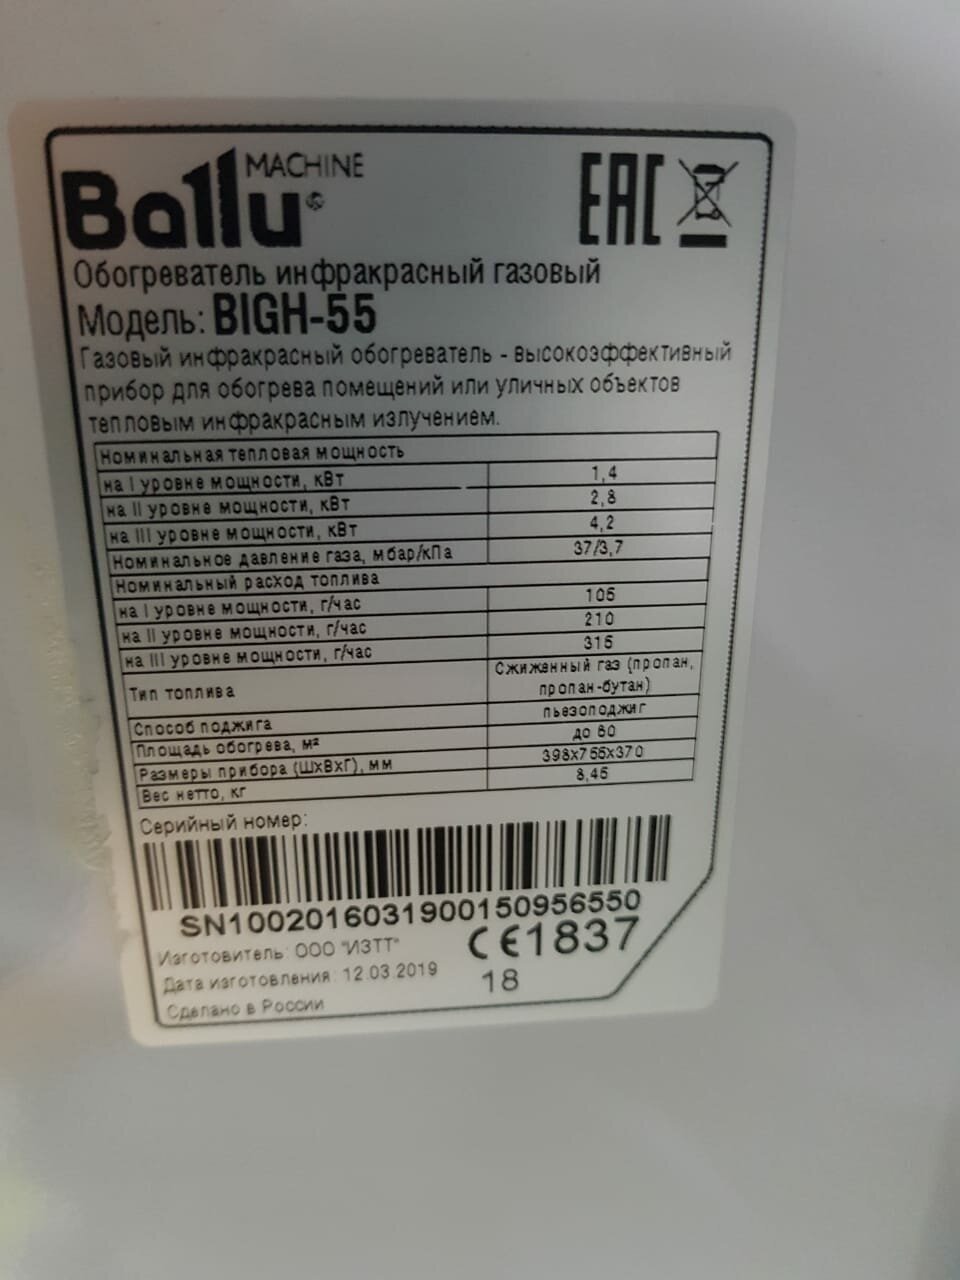 Ballu MACHINE
EAC
Обогреватель инфракрасный газовый
Модель: BIGH-55
Газовый инфракрасный обогреватель - высокоэффективный
прибор для обогрева помещений или уличных объектов
тепловым инфракрасным излучением.
Номинальная тепловая мощность
на I уровне мощности, кВт 1,4
на II уровне мощности, кВт 2,8
на III уровне мощности, кВт 4,2
Номинальное давление газа, мбар/кПа 37/3,7
Номинальный расход топлива
на I уровне мощности, г/час 105
на II уровне мощности, г/час 210
на III уровне мощности, г/час 315
Тип топлива Сжиженный газ (пропан,
пропан-бутан)
Способ поджига пьезоподжиг
Площадь обогрева, м² до 60
Размеры прибора (ШхВхГ), мм 398х755х370
Вес нетто, кг 8,45
Серийный номер:
SN1002016031900150956550
Изготовитель: ООО "ИЗТТ"
CE1837
Дата изготовления: 12.03.2019
18
Сделано в России